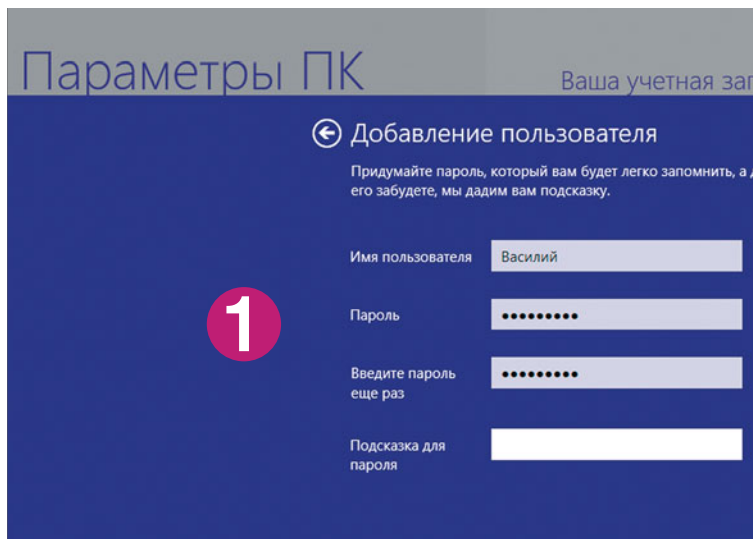 Параметры ПК
Ваша учетная
Добавление пользователя
Придумайте пароль, который вам будет легко запомнить, а
его забудете, мы дадим вам подсказку.
Имя пользователя
Василий
1
Пароль
•••••••••
Введите пароль
еще раз
•••••••••
Подсказка для
пароля